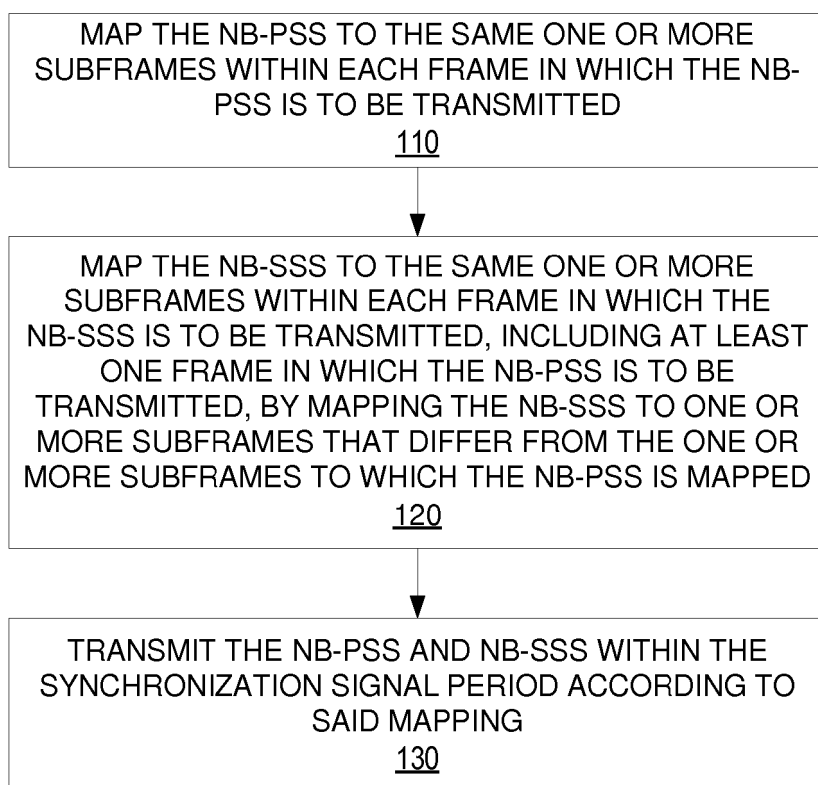 MAP THE NB-PSS TO THE SAME ONE OR MORE
SUBFRAMES WITHIN EACH FRAME IN WHICH THE NB-
PSS IS TO BE TRANSMITTED
110
MAP THE NB-SSS TO THE SAME ONE OR MORE
SUBFRAMES WITHIN EACH FRAME IN WHICH THE
NB-SSS IS TO BE TRANSMITTED, INCLUDING AT LEAST
ONE FRAME IN WHICH THE NB-PSS IS TO BE
TRANSMITTED, BY MAPPING THE NB-SSS TO ONE OR
MORE SUBFRAMES THAT DIFFER FROM THE ONE OR
MORE SUBFRAMES TO WHICH THE NB-PSS IS MAPPED
120
TRANSMIT THE NB-PSS AND NB-SSS WITHIN THE
SYNCHRONIZATION SIGNAL PERIOD ACCORDING TO
SAID MAPPING
130